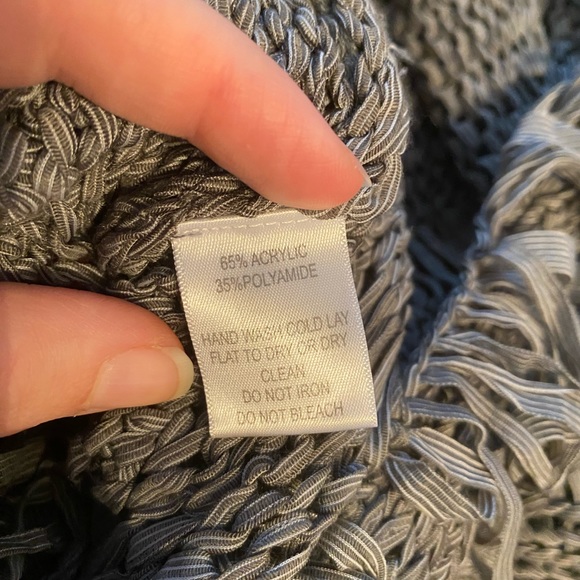 65% ACRYLIC
35%POLYAMIDE
HAND WASH COLD LAY
FLAT TO DRY OR DRY
CLEAN
DO NOT IRON
DO NOT BLEACH